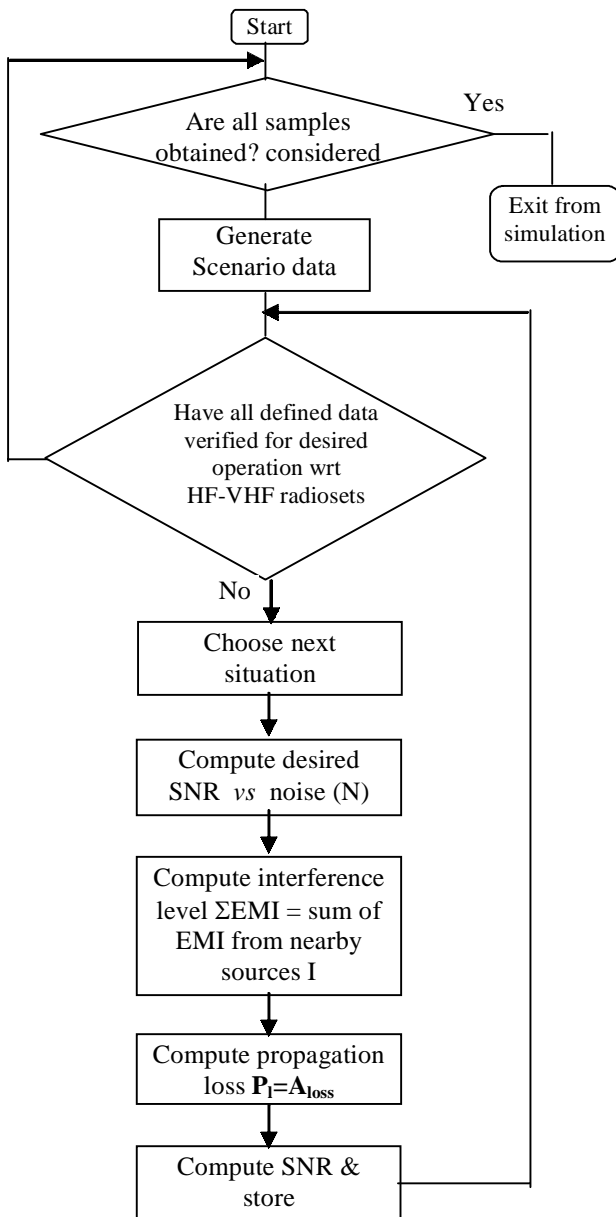 Start
Yes
Are all samples
obtained? considered
Exit from
simulation
Generate
Scenario data
Have all defined data
verified for desired
operation wrt
HF-VHF radiosets
No
Choose next
situation
Compute desired
SNR vs noise (N)
Compute interference
level ΣEMI = sum of
EMI from nearby
sources I
Compute propagation
loss Pl=Aloss
Compute SNR &
store